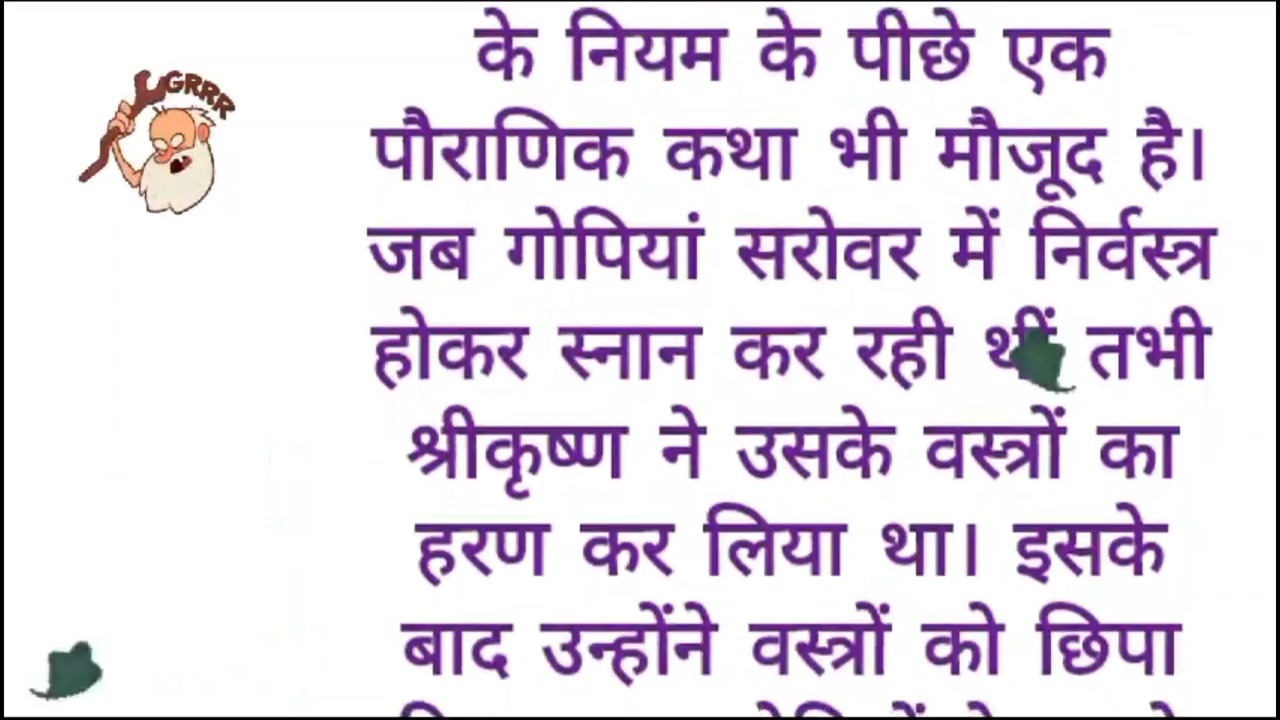 GRRR
के नियम के पीछे एक
पौराणिक कथा भी मौजूद है।
जब गोपियां सरोवर में निर्वस्त्र
होकर स्नान कर रही थीं तभी
श्रीकृष्ण ने उसके वस्त्रों का
हरण कर लिया था। इसके
बाद उन्होंने वस्त्रों को छिपा